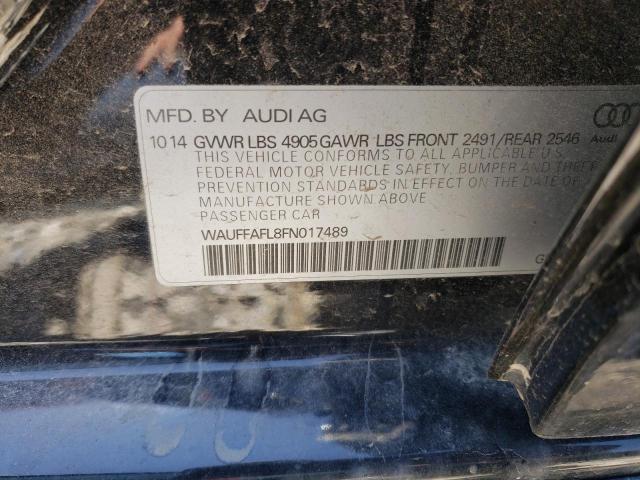 MFD. BY AUDI AG
10 14 GVWR LBS 4905 GAWR LBS FRONT 2491/REAR 2546
Audi
THIS VEHICLE CONFORMS TO ALL APPLICABLE U.S.
FEDERAL MOTOR VEHICLE SAFETY, BUMPER AND THEFT
PREVENTION STANDARDS IN EFFECT ON THE DATE OF
MANUFACTURE SHOWN ABOVE
PASSENGER CAR
WAUFFAFL8FN017489